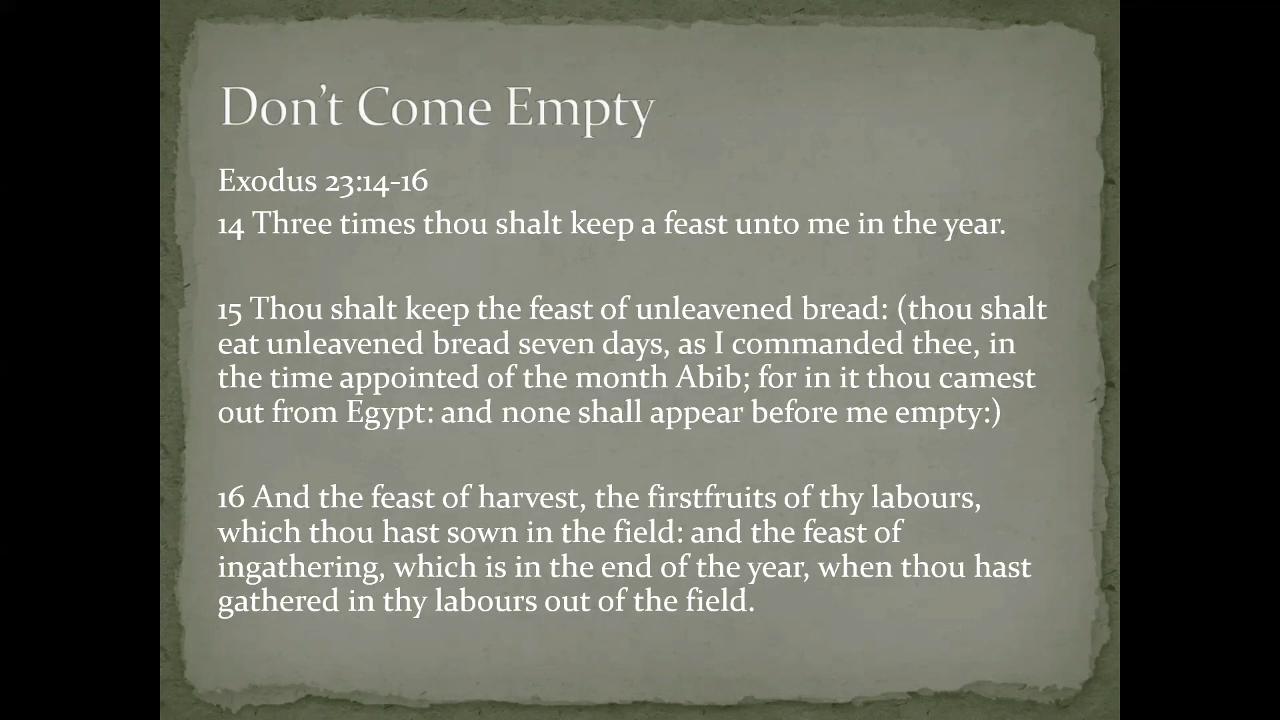 Don't Come Empty
Exodus 23:14-16
14 Three times thou shalt keep a feast unto me in the year.
15 Thou shalt keep the feast of unleavened bread: (thou shalt
eat unleavened bread seven days, as I commanded thee, in
the time appointed of the month Abib; for in it thou camest
out from Egypt: and none shall appear before me empty:)
16 And the feast of harvest, the firstfruits of thy labours,
which thou hast sown in the field: and the feast of
ingathering, which is in the end of the year, when thou hast
gathered in thy labours out of the field.